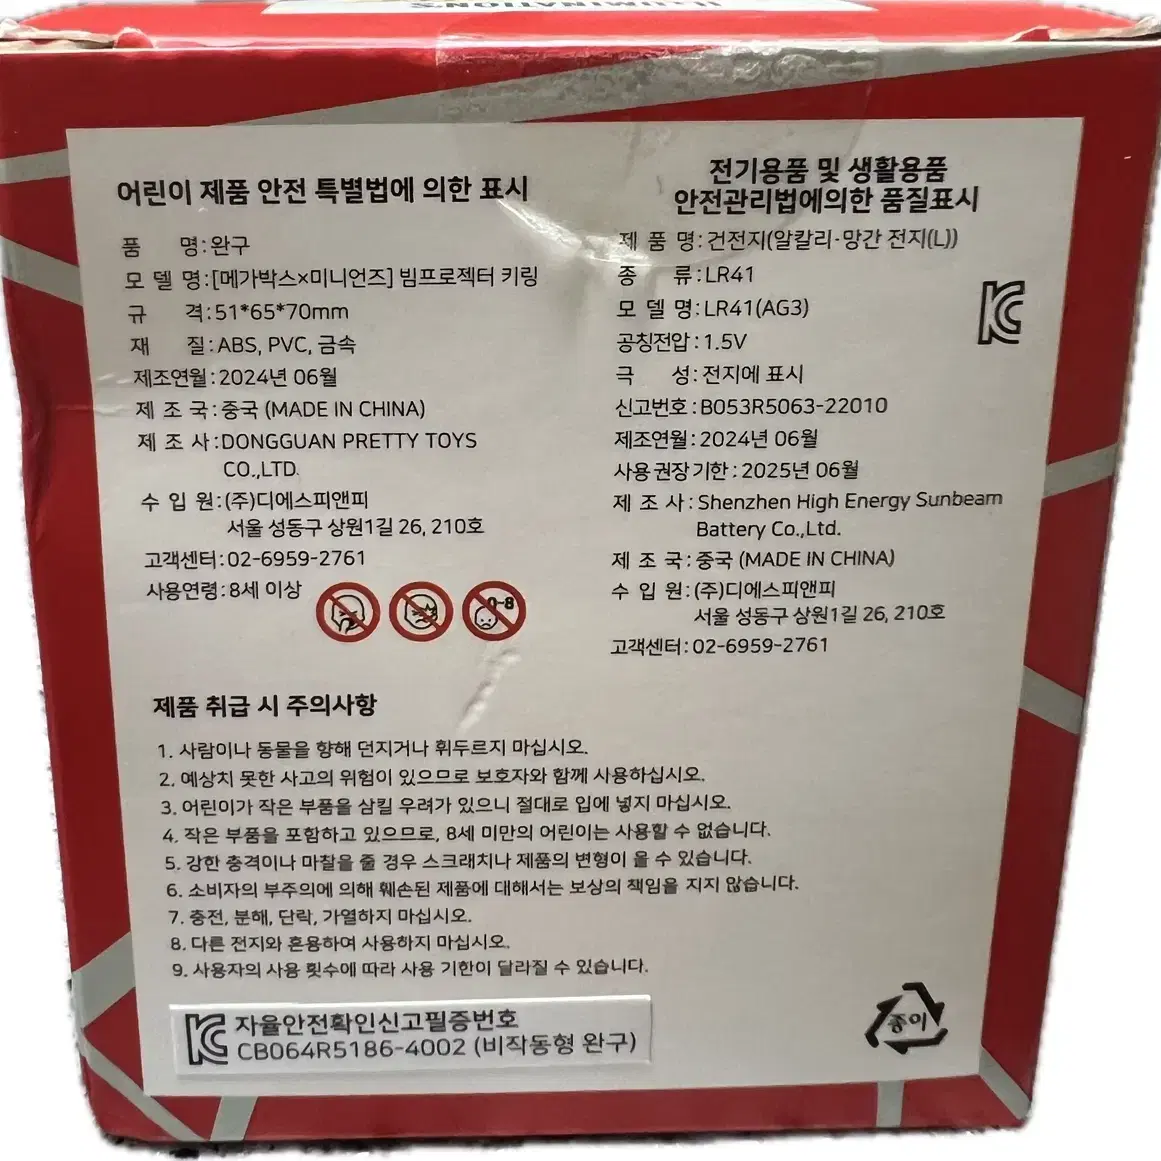 ILLUMINATION'S
어린이 제품 안전 특별법에 의한 표시
품 명:완구
모 델 명:[메가박스×미니언즈] 빔프로젝터 키링
규 격:51*65*70mm
재 질:ABS, PVC, 금속
제조연월:2024년 06월
제 조 국:중국 (MADE IN CHINA)
제 조 사:DONGGUAN PRETTY TOYS
CO.,LTD.
수 입 원:(주)디에스피앤피
서울 성동구 상원1길 26, 210호
고객센터:02-6959-2761
사용연령:8세 이상
0-8
전기용품 및 생활용품
안전관리법에의한 품질표시
제 품 명:건전지(알칼리·망간 전지(L))
종 류:LR41
모 델 명:LR41(AG3)
공칭전압:1.5V
극 성:전지에 표시
신고번호:B053R5063-22010
제조연월:2024년 06월
사용 권장 기한:2025년 06월
제 조 사:Shenzhen High Energy Sunbeam
Battery Co.,Ltd.
제 조 국:중국 (MADE IN CHINA)
수 입 원:(주)디에스피앤피
서울 성동구 상원1길 26, 210호
고객센터:02-6959-2761
제품 취급 시 주의사항
1. 사람이나 동물을 향해 던지거나 휘두르지 마십시오.
2. 예상치 못한 사고의 위험이 있으므로 보호자와 함께 사용하십시오.
3. 어린이가 작은 부품을 삼킬 우려가 있으니 절대로 입에 넣지 마십시오.
4. 작은 부품을 포함하고 있으므로, 8세 미만의 어린이는 사용할 수 없습니다.
5. 강한 충격이나 마찰을 줄 경우 스크래치나 제품의 변형이 올 수 있습니다.
6. 소비자의 부주의에 의해 훼손된 제품에 대해서는 보상의 책임을 지지 않습니다.
7. 충전, 분해, 단락, 가열하지 마십시오.
8. 다른 전지와 혼용하여 사용하지 마십시오.
9. 사용자의 사용 횟수에 따라 사용 기한이 달라질 수 있습니다.
자율안전확인신고필증번호
CB064R5186-4002 (비작동형 완구)
종이